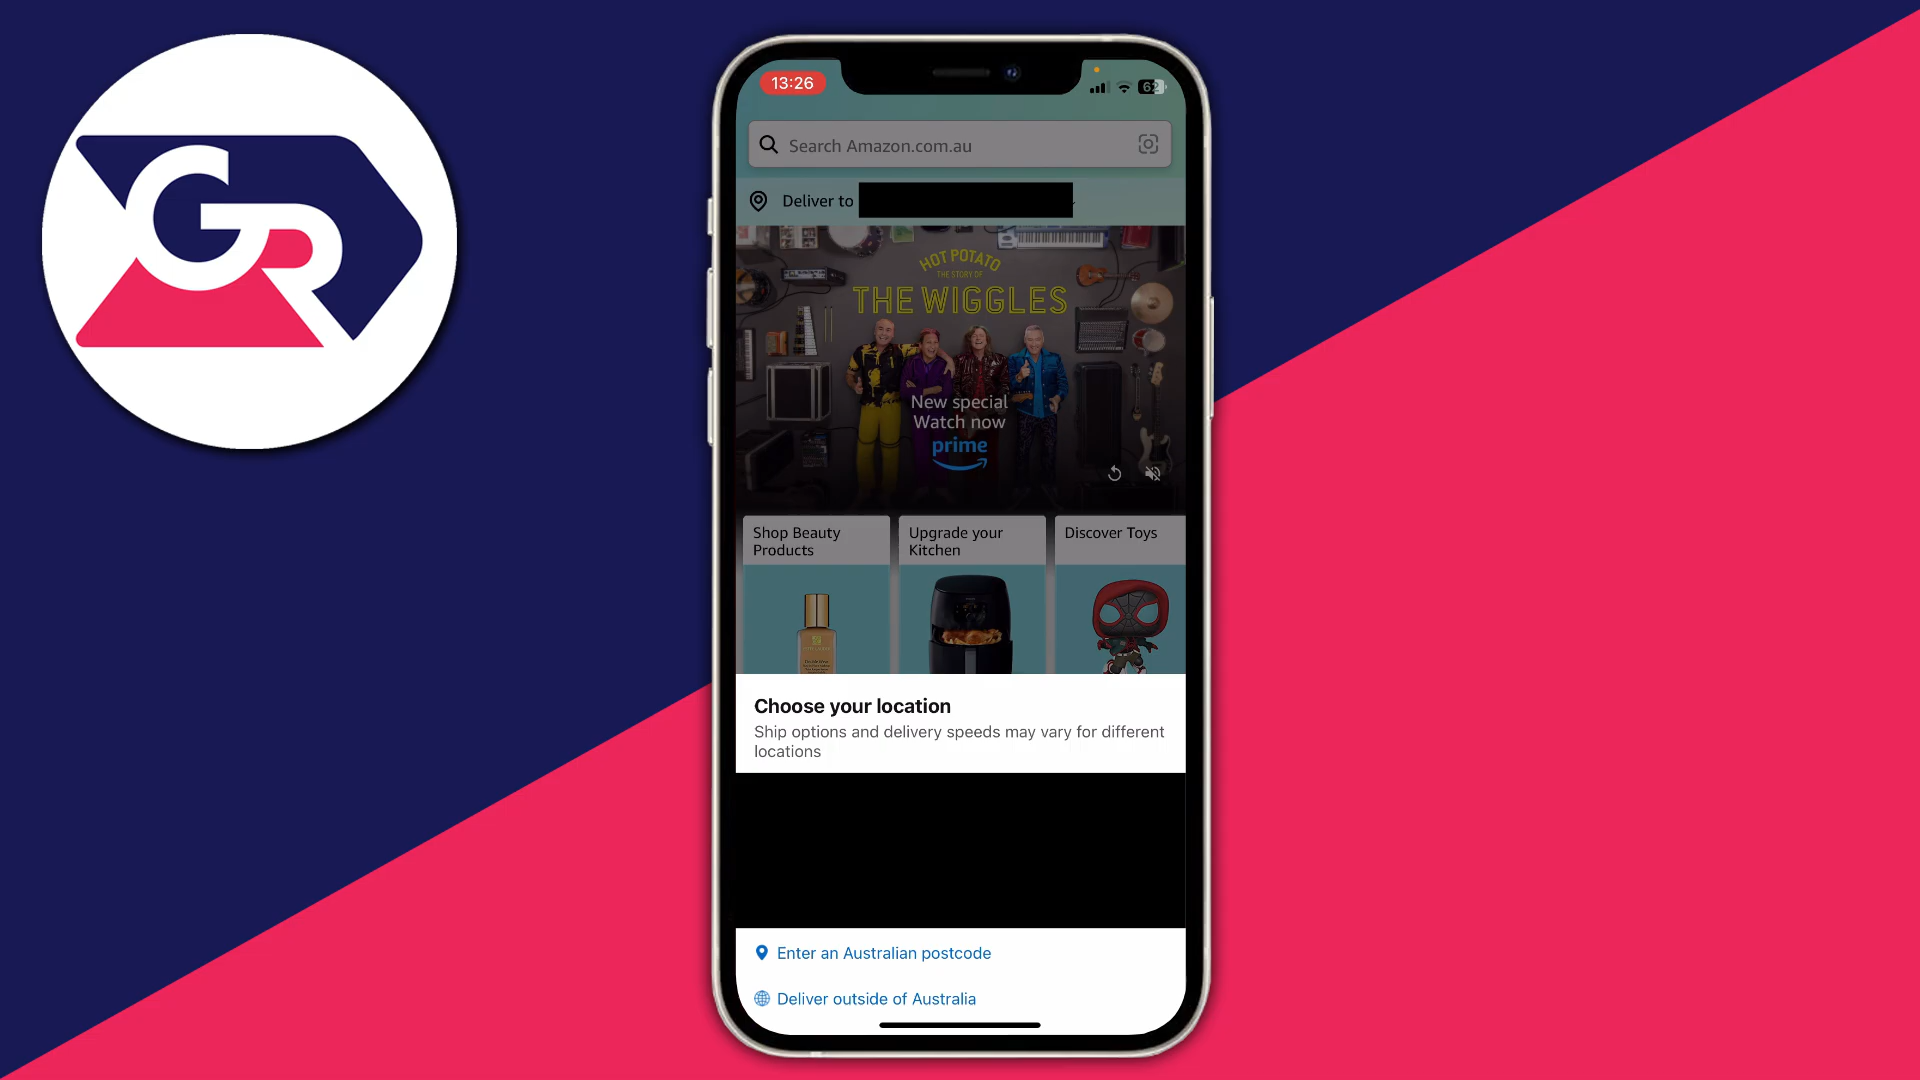 GR
13:26
62
Search Amazon.com.au
Deliver to
HOT POTATO
THE STORY OF
THE WIGGLES
New special
Watch now
prime
Shop Beauty
Products
Upgrade your
Kitchen
Discover Toys
Choose your location
Ship options and delivery speeds may vary for different
locations
Enter an Australian postcode
Deliver outside of Australia